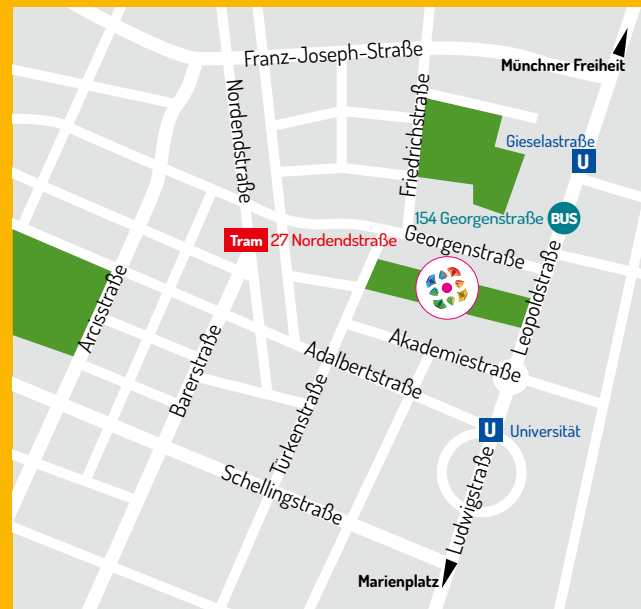 Franz-Joseph-Straße
Münchner Freiheit
Nordendstraße
Friedrichstraße
Gieselastraße
U
154 Georgenstraße BUS
Tram 27 Nordendstraße
Georgenstraße
Leopoldstraße
Arcisstraße
Barerstraße
Adalbertstraße
Akademiestraße
Türkenstraße
U Universität
Schellingstraße
Ludwigstraße
Marienplatz